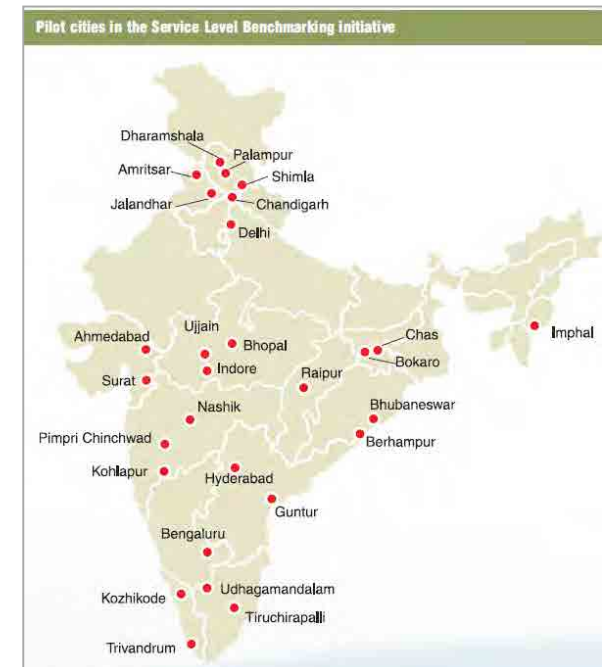 Pilot cities in the Service Level Benchmarking initiative
Dharamshala
Palampur
Amritsar
Shimla
Jalandhar
Chandigarh
Delhi
Imphal
Ahmedabad
Ujjain
Bhopal
Chas
Bokaro
Indore
Raipur
Surat
Nashik
Bhubaneswar
Pimpri Chinchwad
Berhampur
Kohlapur
Hyderabad
Guntur
Bengaluru
Udhagamandalam
Kozhikode
Tiruchirapalli
Trivandrum